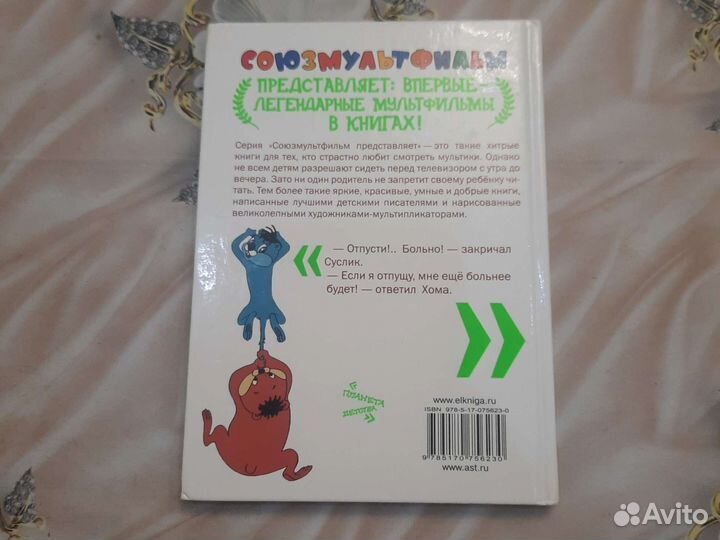 СОЮЗМУЛЬТФИЛЬМ
ПРЕДСТАВЛЯЕТ: ВПЕРВЫЕ
ЛЕГЕНДАРНЫЕ МУЛЬТФИЛЬМЫ
В КНИГАХ!
Серия «Союзмультфильм представляет» — это такие хитрые
книги для тех, кто страстно любит смотреть мультики. Однако
не всем детям разрешают сидеть перед телевизором с утра до
вечера. Зато ни один родитель не запретит своему ребёнку чи-
тать. Тем более такие яркие, красивые, умные и добрые книги,
написанные лучшими детскими писателями и нарисованные
великолепными художниками-мультипликаторами.
«
— Отпусти!.. Больно! — закричал
Суслик.
— Если я отпущу, мне ещё больнее
будет! — ответил Хома.
»
«ПЛАНЕТА
ДЕТСТВА»
www.elkniga.ru
ISBN 978-5-17-075623-0
9 785170 756230
www.ast.ru
Avito